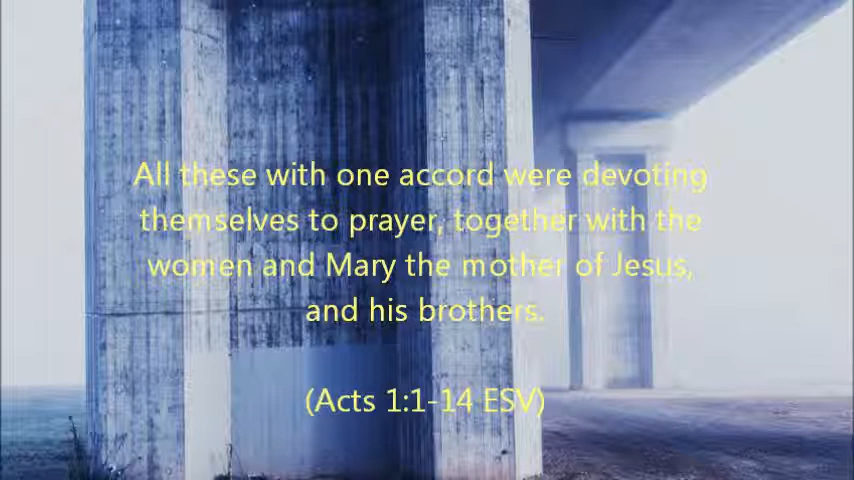 All these with one accord were devoting
themselves to prayer, together with the
women and Mary the mother of Jesus,
and his brothers.
(Acts 1:1-14 ESV)